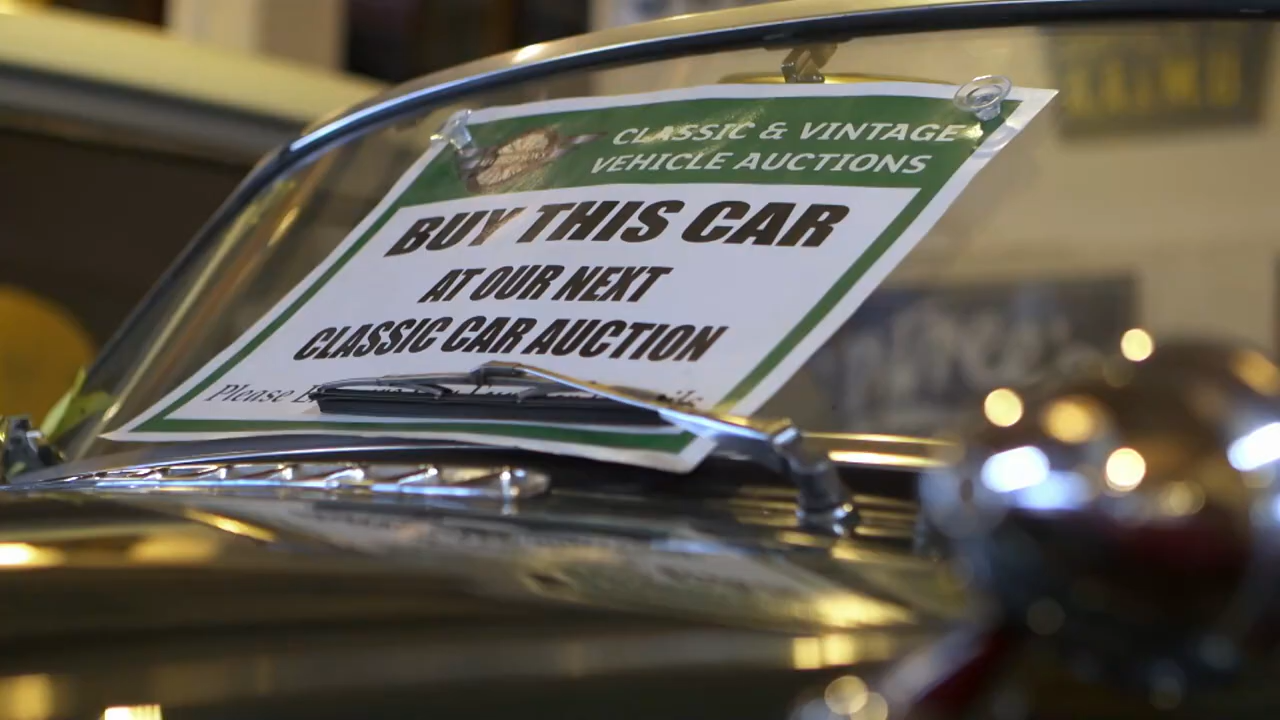 CLASSIC & VINTAGE
VEHICLE AUCTIONS
BUY THIS CAR
AT OUR NEXT
CLASSIC CAR AUCTION
Please